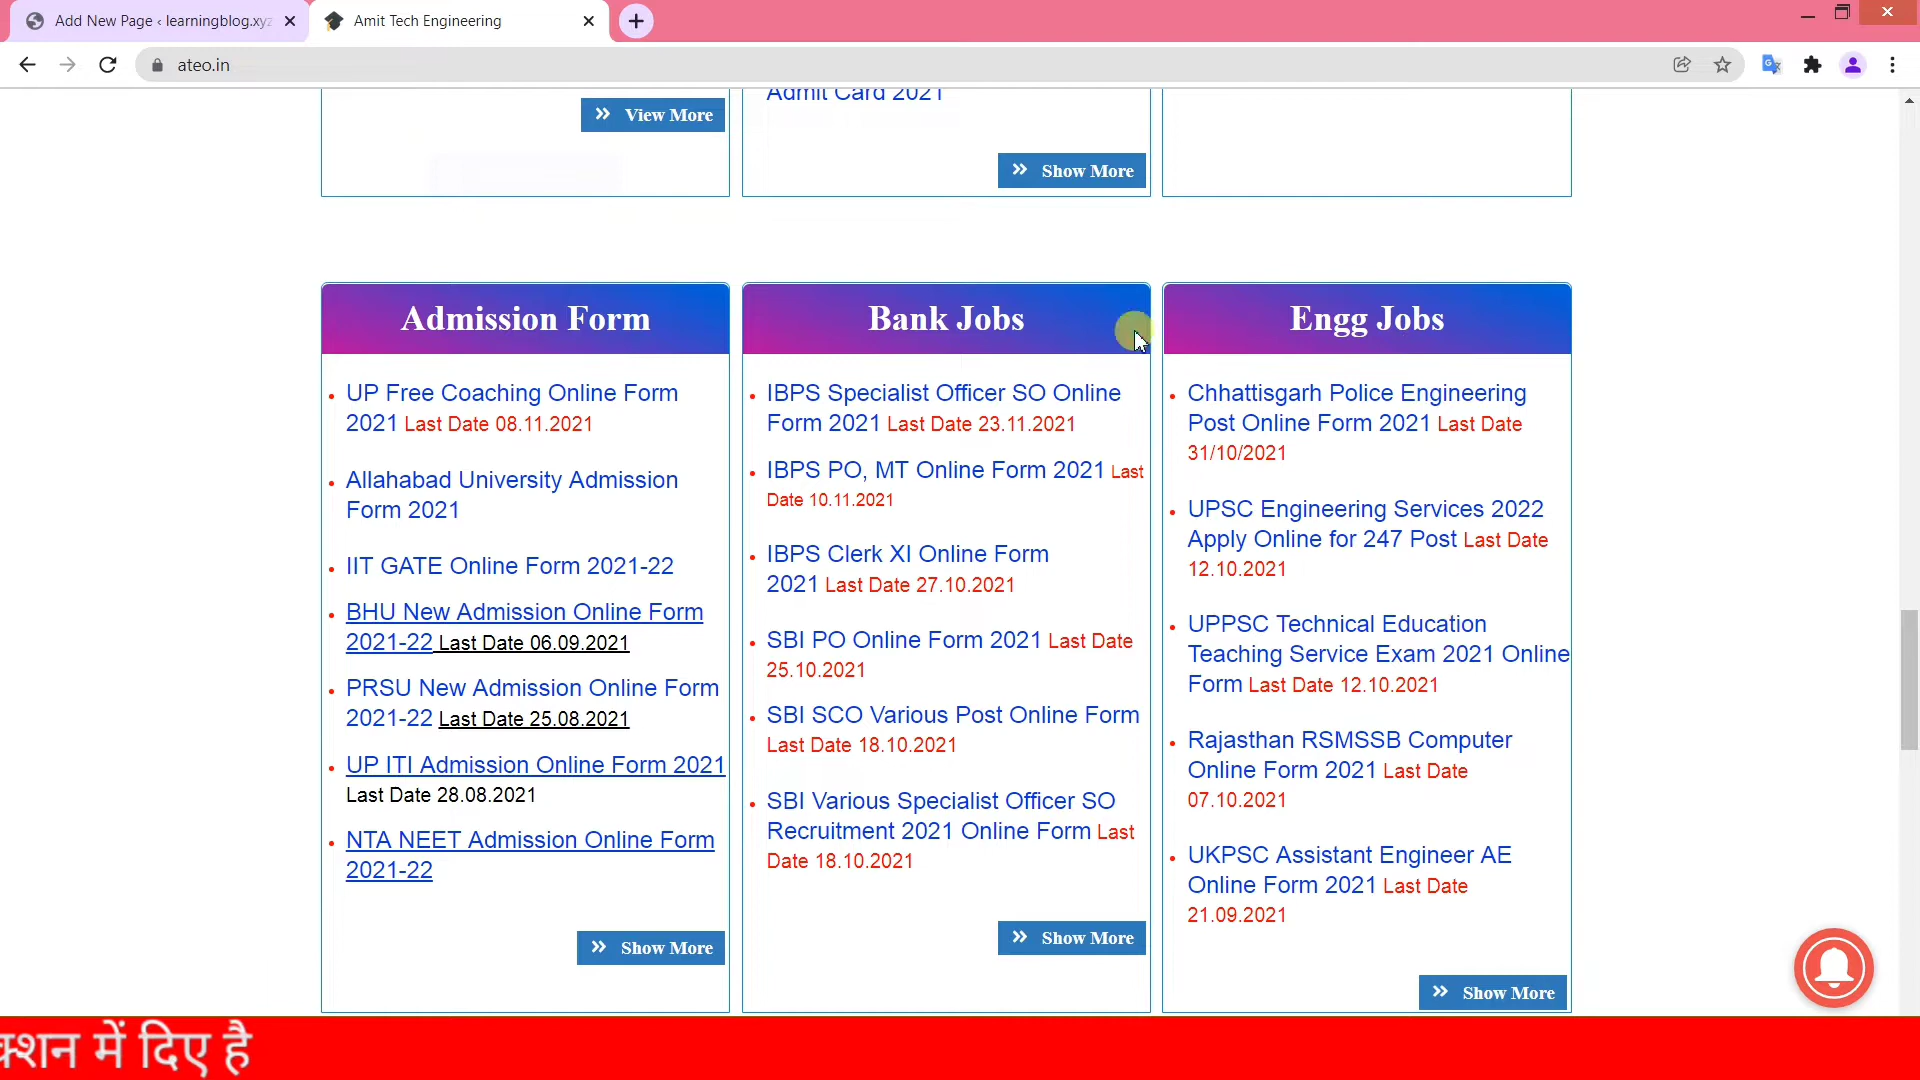 Add New Page ‹ learningblog.xyz
Amit Tech Engineering
ateo.in
View More
Admit Card 2021
Show More
Admission Form
UP Free Coaching Online Form
2021 Last Date 08.11.2021
Allahabad University Admission
Form 2021
IIT GATE Online Form 2021-22
BHU New Admission Online Form
2021-22 Last Date 06.09.2021
PRSU New Admission Online Form
2021-22 Last Date 25.08.2021
UP ITI Admission Online Form 2021
Last Date 28.08.2021
NTA NEET Admission Online Form
2021-22
Show More
Bank Jobs
IBPS Specialist Officer SO Online
Form 2021 Last Date 23.11.2021
IBPS PO, MT Online Form 2021 Last
Date 10.11.2021
IBPS Clerk XI Online Form
2021 Last Date 27.10.2021
SBI PO Online Form 2021 Last Date
25.10.2021
SBI SCO Various Post Online Form
Last Date 18.10.2021
SBI Various Specialist Officer SO
Recruitment 2021 Online Form Last
Date 18.10.2021
Show More
Engg Jobs
Chhattisgarh Police Engineering
Post Online Form 2021 Last Date
31/10/2021
UPSC Engineering Services 2022
Apply Online for 247 Post Last Date
12.10.2021
UPPSC Technical Education
Teaching Service Exam 2021 Online
Form Last Date 12.10.2021
Rajasthan RSMSSB Computer
Online Form 2021 Last Date
07.10.2021
UKPSC Assistant Engineer AE
Online Form 2021 Last Date
21.09.2021
Show More
में दिए है